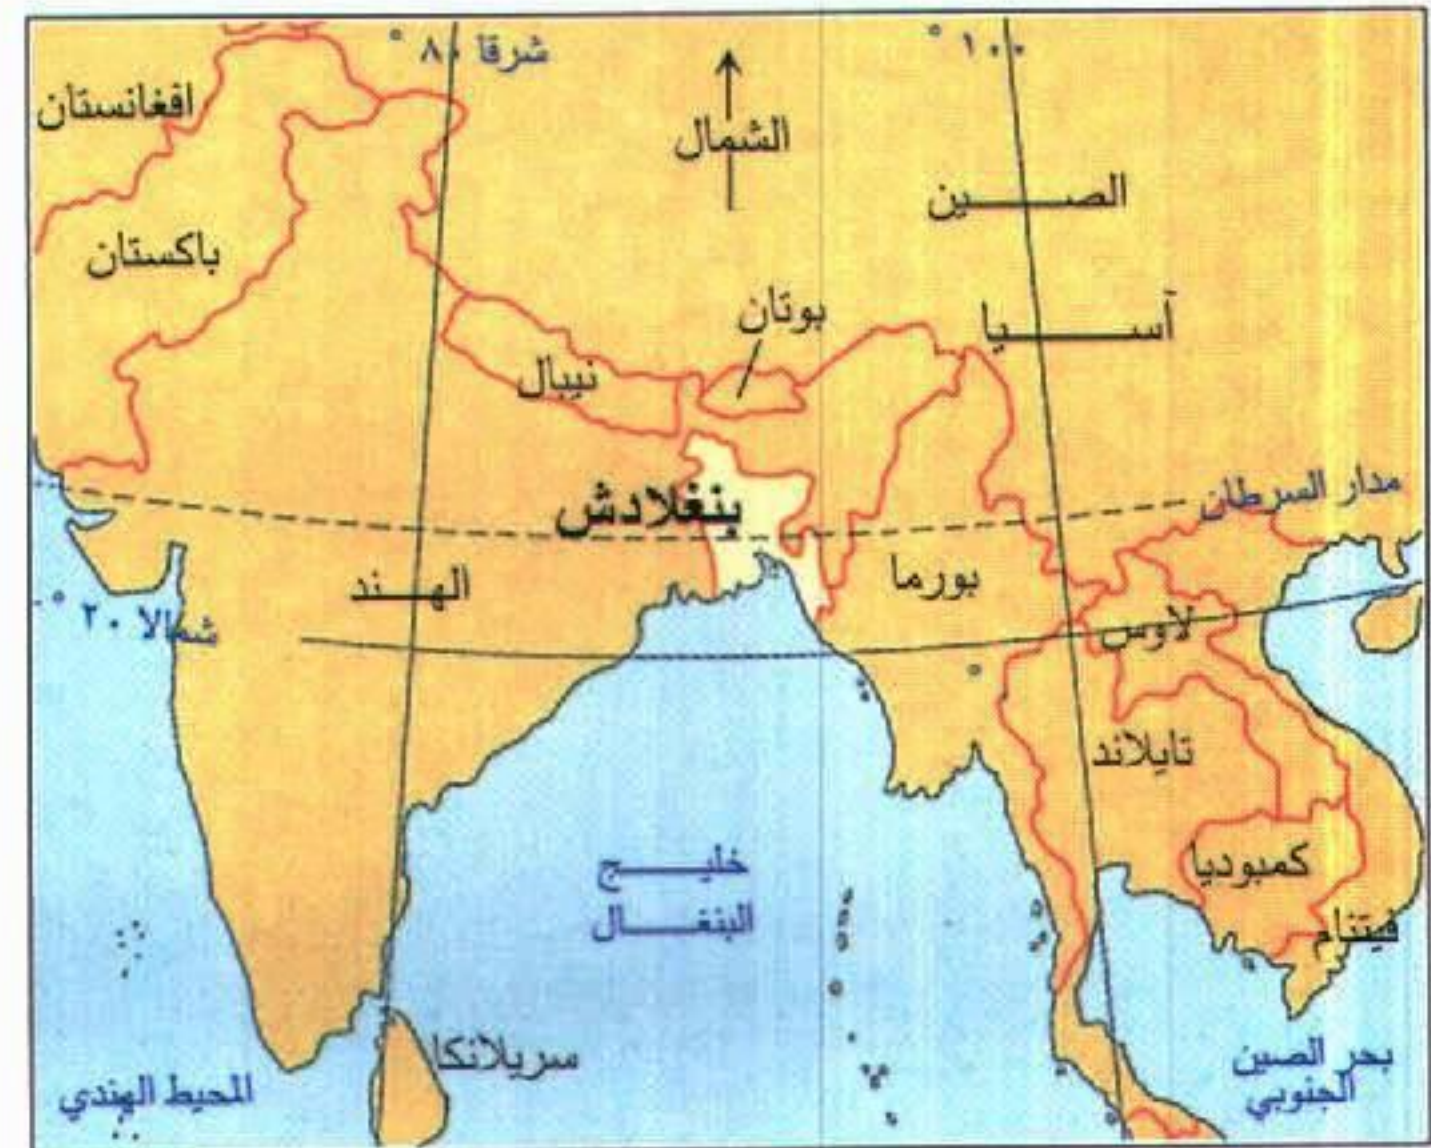 شرقا ٨٠ °
١٠٠ °
افغانستان
الشمال
الصين
باكستان
بوتان
آسيا
نيبال
مدار السرطان
بنغلادش
الهند
بورما
شمالا ٢٠ °
لاوس
تايلاند
خليج
البنغال
كمبوديا
فيتنام
سريلانكا
بحر الصين
الجنوبي
المحيط الهندي